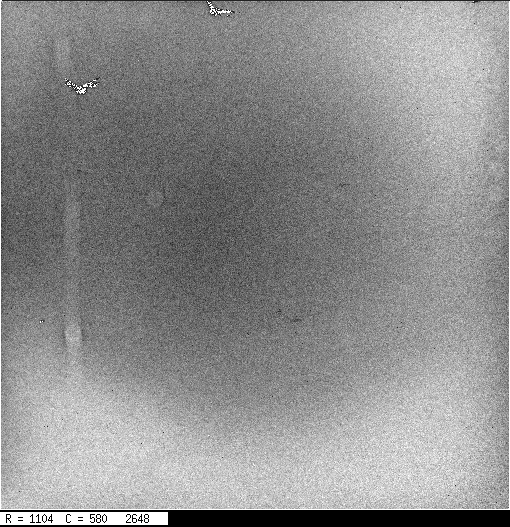 R = 1104 C = 580 2648